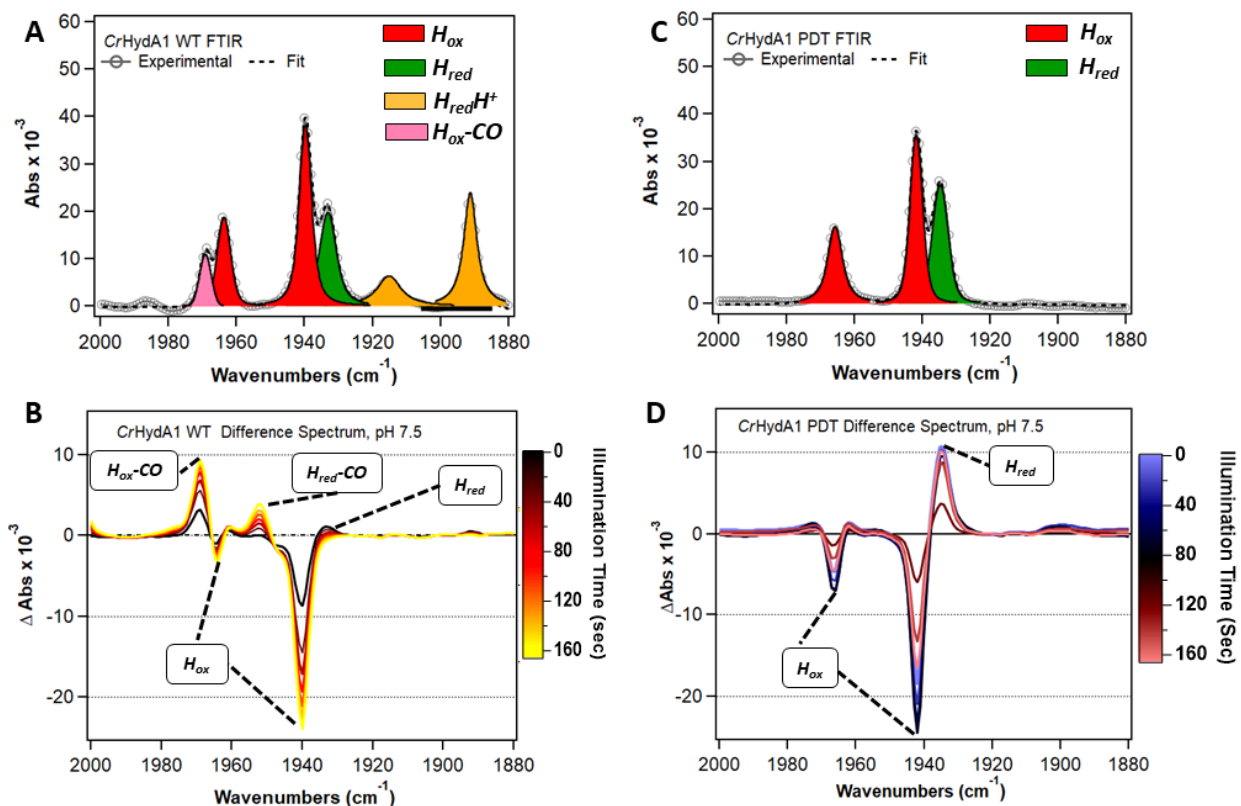 A
CrHydA1 WT FTIR
Experimental Fit
Hox
Hred
HredH+
Hox-CO
Abs x 10-3
60
50
40
30
20
10
0
2000 1980 1960 1940 1920 1900 1880
Wavenumbers (cm-1)
C
CrHydA1 PDT FTIR
Experimental Fit
Hox
Hred
Abs x 10-3
60
50
40
30
20
10
0
2000 1980 1960 1940 1920 1900 1880
Wavenumbers (cm-1)
B
CrHydA1 WT Difference Spectrum, pH 7.5
Hox-CO
Hred-CO
Hred
Hox
Δ Abs x 10-3
10
0
-10
-20
2000 1980 1960 1940 1920 1900 1880
Wavenumbers (cm-1)
0
40
80
120
160
Illumination Time (sec)
D
CrHydA1 PDT Difference Spectrum, pH 7.5
Hred
Hox
ΔAbs x 10-3
10
0
-10
-20
2000 1980 1960 1940 1920 1900 1880
Wavenumbers (cm-1)
0
40
80
120
160
Illumination Time (Sec)